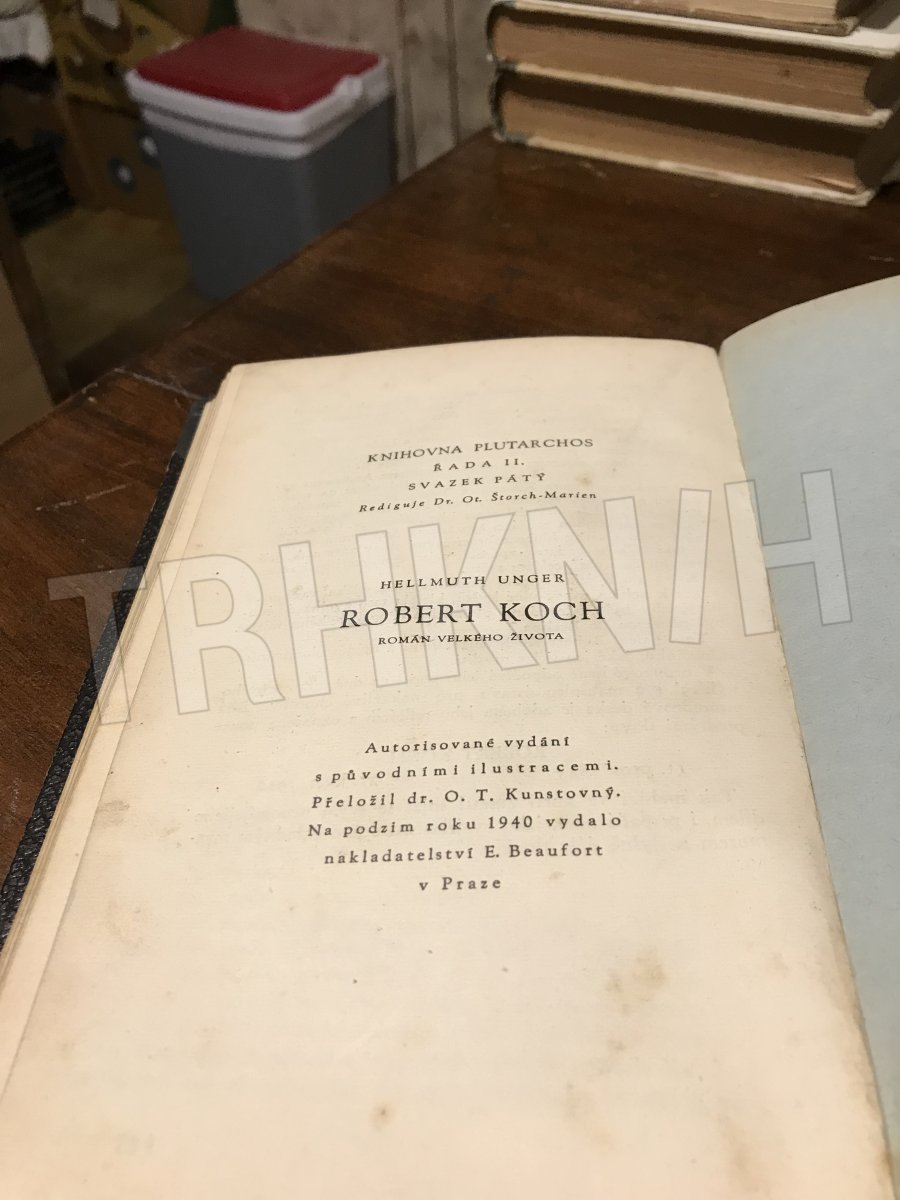 KNIHOVNA PLUTARCHOS
ŘADA II.
SVAZEK PÁTÝ
Rediguje Dr. Ot. Štorch-Marien
HELLMUTH UNGER
ROBERT KOCH
ROMÁN VELKÉHO ŽIVOTA
Autorisované vydání
s původními ilustracemi.
Přeložil dr. O. T. Kunstovný.
Na podzim roku 1940 vydalo
nakladatelství E. Beaufort
v Praze
TRHKNIH